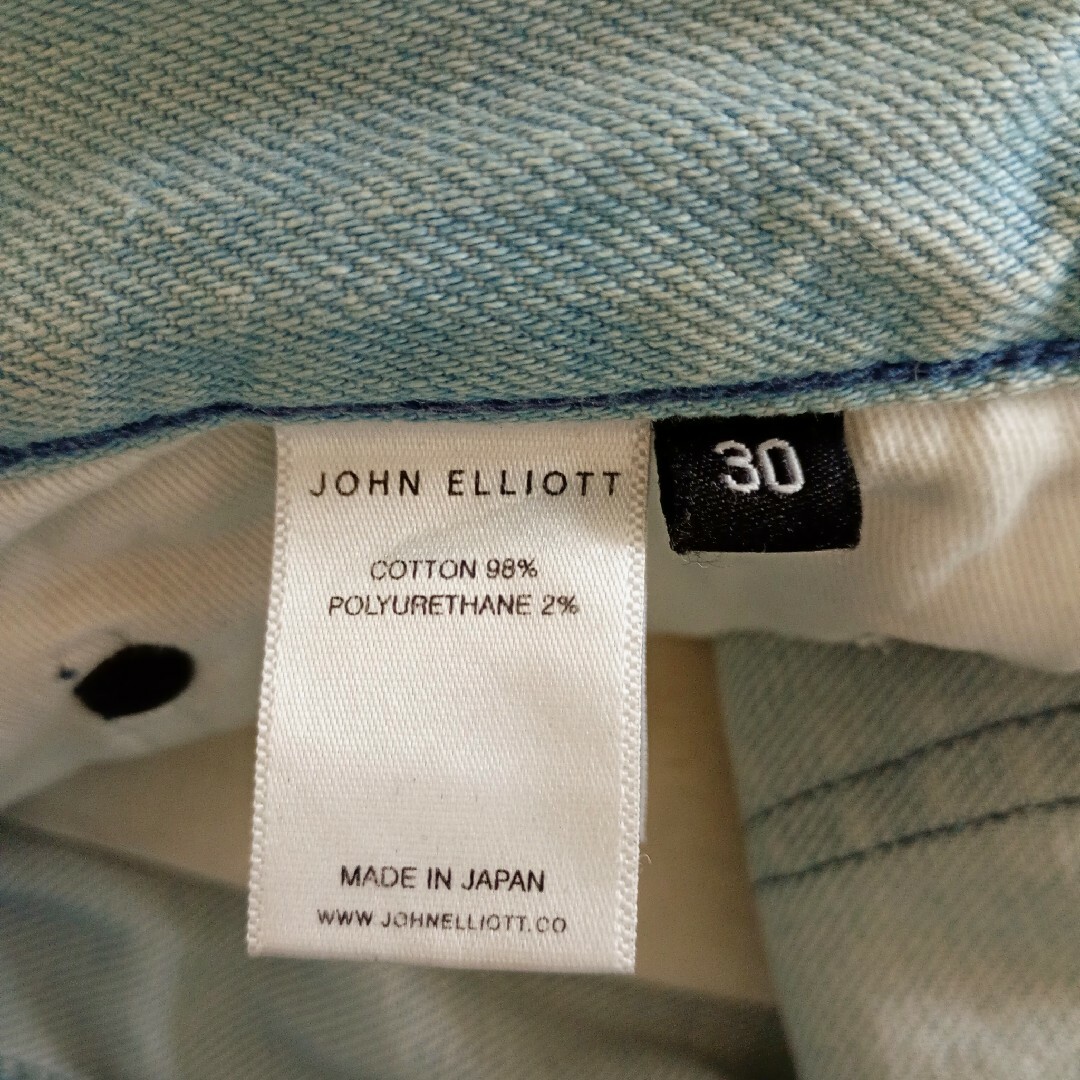 JOHN ELLIOTT
30
COTTON 98%
POLYURETHANE 2%
MADE IN JAPAN
WWW.JOHNELLIOTT.CO